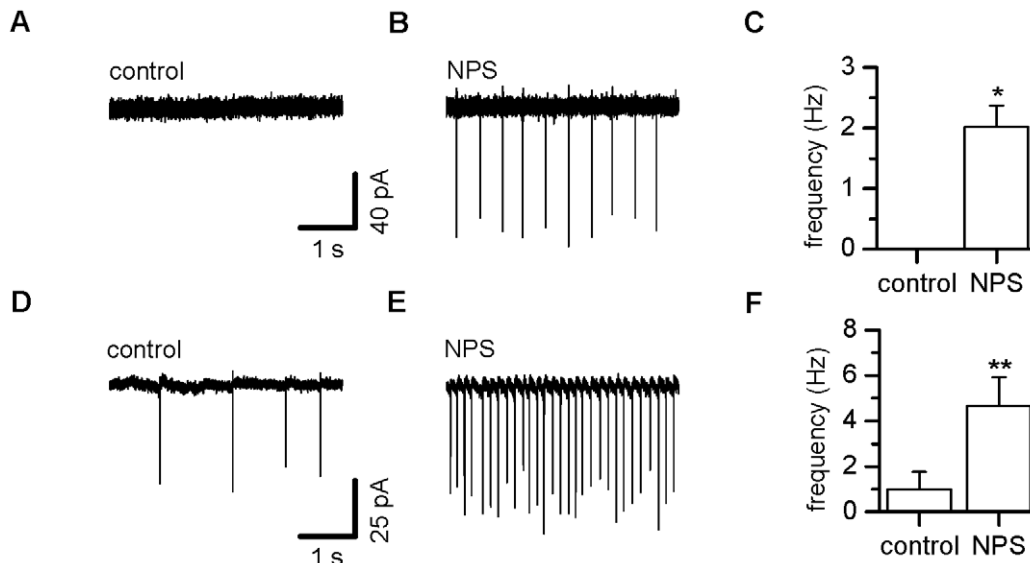 A
control
40 pA
1 s
B
NPS
C
frequency (Hz)
3
2
1
0
*
control NPS
D
control
25 pA
1 s
E
NPS
F
frequency (Hz)
8
6
4
2
0
**
control NPS